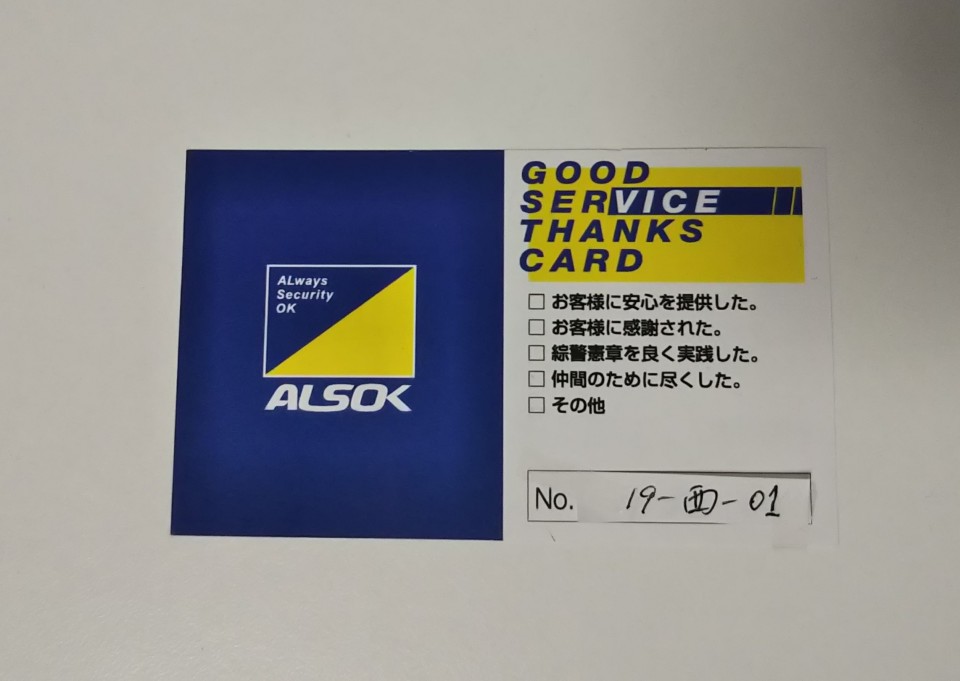 ALways
Security
OK
ALSOK
GOOD
SERVICE
THANKS
CARD
□ お客様に安心を提供した。
□ お客様に感謝された。
□ 綜警憲章を良く実践した。
□ 仲間のために尽くした。
□ その他
No. 19-西-01